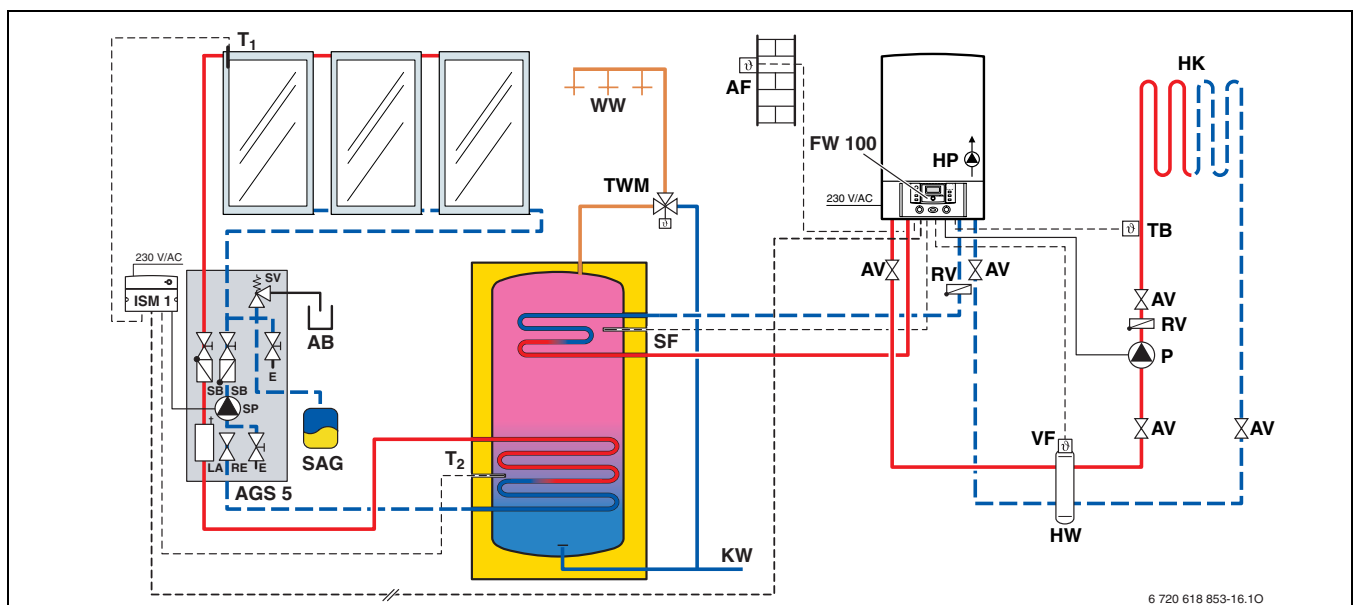 T1
HK
AF
ϑ
WW
FW 100
HP
TWM
230 V/AC
ϑ
ϑ
TB
230 V/AC
SV
AV
RV
AV
ISM 1
AV
AB
SF
RV
E
P
SB
SB
SP
t
VF
ϑ
AV
AV
LA
RE
E
SAG
T2
AGS 5
HW
KW
6 720 618 853-16.1O